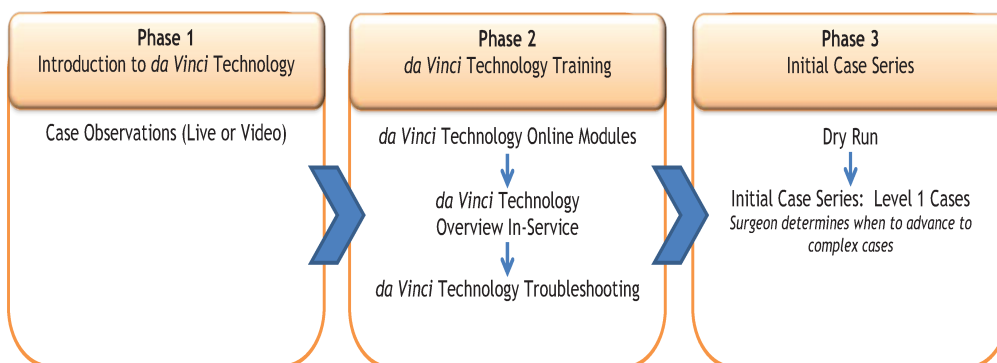 Phase 1
Introduction to da Vinci Technology
Case Observations (Live or Video)
Phase 2
da Vinci Technology Training
da Vinci Technology Online Modules
da Vinci Technology
Overview In-Service
da Vinci Technology Troubleshooting
Phase 3
Initial Case Series
Dry Run
Initial Case Series: Level 1 Cases
Surgeon determines when to advance to
complex cases